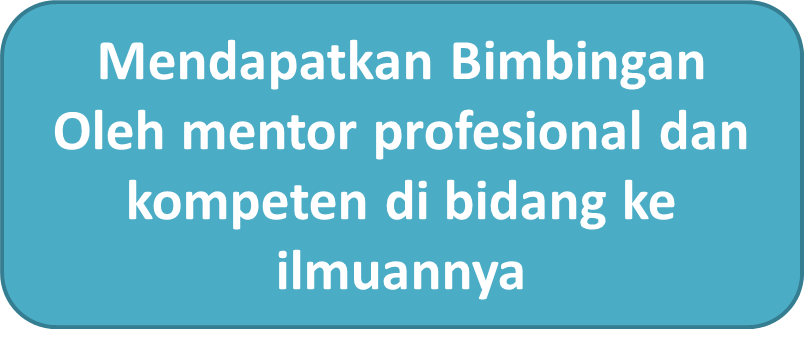 Mendapatkan Bimbingan
Oleh mentor profesional dan
kompeten di bidang ke
ilmuannya